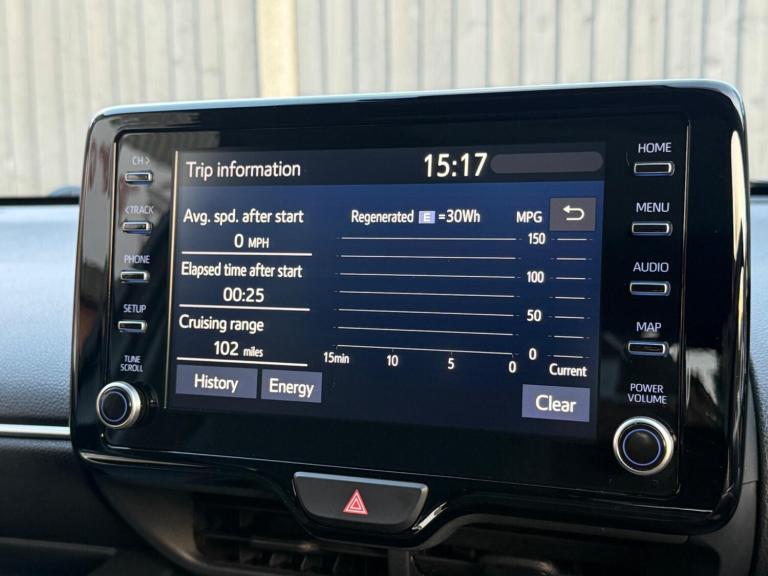 Trip information 15:17
Avg. spd. after start
0 MPH
Elapsed time after start
00:25
Cruising range
102 miles
History Energy
Regenerated E =30Wh MPG
150
100
50
0
15min 10 5 0 Current
Clear
CH >
< TRACK
PHONE
SETUP
TUNE
SCROLL
HOME
MENU
AUDIO
MAP
POWER
VOLUME